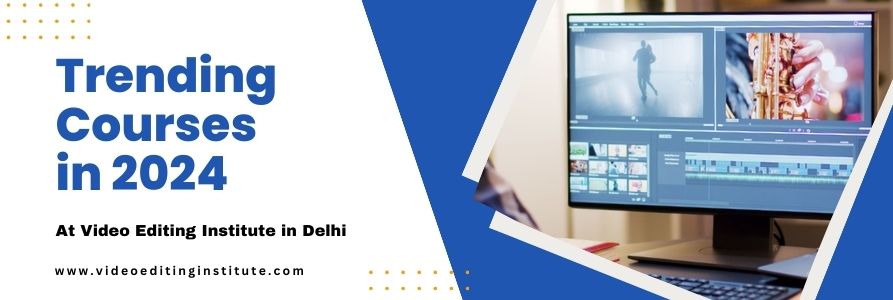 Trending
Courses
in 2024
At Video Editing Institute in Delhi
www.videoeditinginstitute.com